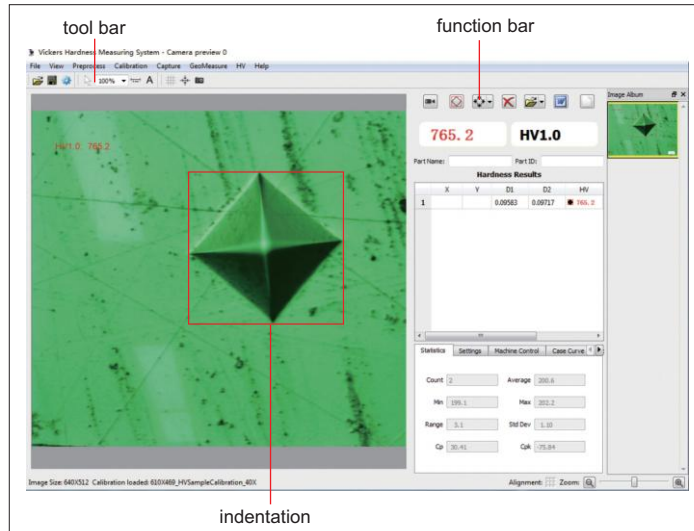 tool bar
function bar
Vickers Hardness Measuring System - Camera preview 0
File View Preprocess Calibration Capture GeoMeasure HV Help
100% A
Image Album
765.2 HV1.0
HV1.0: 765.2
Part Name: Part ID:
Hardness Results
X Y D1 D2 HV
1 0.09583 0.09717 765.2
Statistics Settings Machine Control Case Curve
Count 2 Average 200.6
Min 199.1 Max 202.2
Range 3.1 Std Dev 1.10
Cp 30.41 Cpk -75.84
Image Size: 640X512 Calibration loaded: 610X468_HVSampleCalibration_40X Alignment: Zoom:
indentation